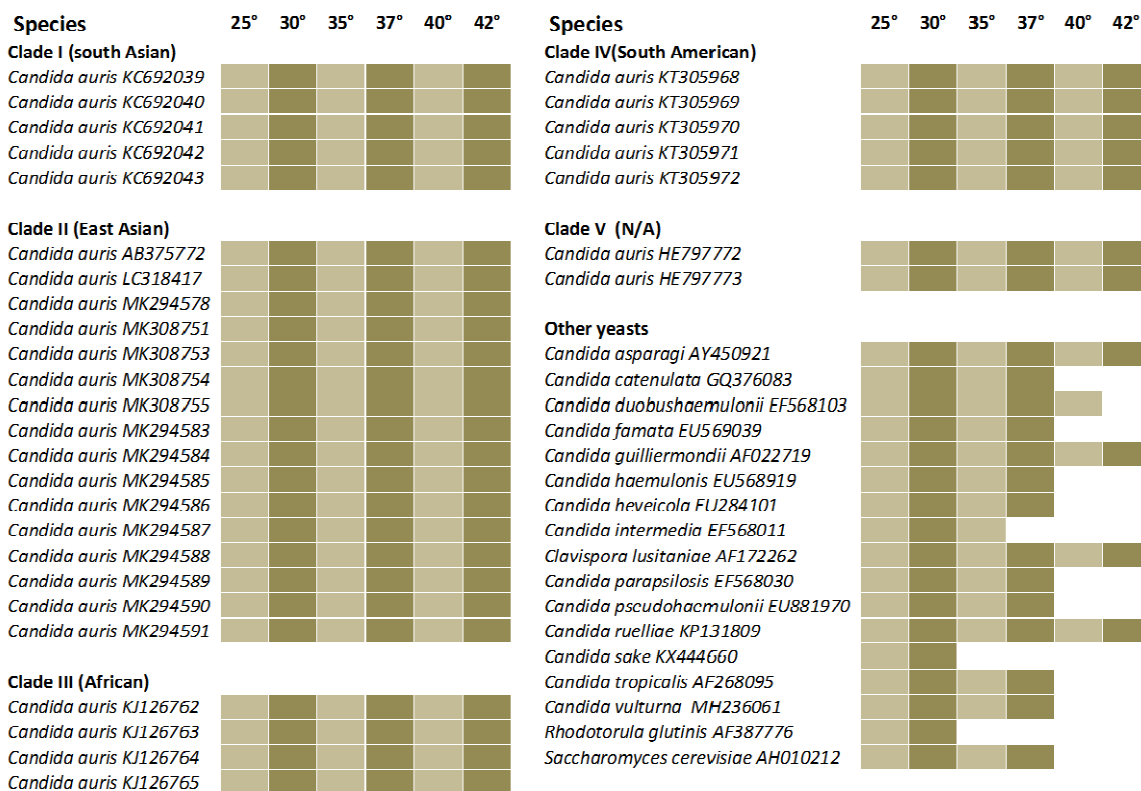 Species 25° 30° 35° 37° 40° 42°
Clade I (south Asian)
Candida auris KC692039
Candida auris KC692040
Candida auris KC692041
Candida auris KC692042
Candida auris KC692043
Clade II (East Asian)
Candida auris AB375772
Candida auris LC318417
Candida auris MK294578
Candida auris MK308751
Candida auris MK308753
Candida auris MK308754
Candida auris MK308755
Candida auris MK294583
Candida auris MK294584
Candida auris MK294585
Candida auris MK294586
Candida auris MK294587
Candida auris MK294588
Candida auris MK294589
Candida auris MK294590
Candida auris MK294591
Clade III (African)
Candida auris KJ126762
Candida auris KJ126763
Candida auris KJ126764
Candida auris KJ126765
Species 25° 30° 35° 37° 40° 42°
Clade IV(South American)
Candida auris KT305968
Candida auris KT305969
Candida auris KT305970
Candida auris KT305971
Candida auris KT305972
Clade V (N/A)
Candida auris HE797772
Candida auris HE797773
Other yeasts
Candida asparagi AY450921
Candida catenulata GQ376083
Candida duobushaemulonii EF568103
Candida famata EU569039
Candida guilliermondii AF022719
Candida haemulonis EU568919
Candida heveicola EU284101
Candida intermedia EF568011
Clavispora lusitaniae AF172262
Candida parapsilosis EF568030
Candida pseudohaemulonii EU881970
Candida ruelliae KP131809
Candida sake KX444660
Candida tropicalis AF268095
Candida vulturna MH236061
Rhodotorula glutinis AF387776
Saccharomyces cerevisiae AH010212